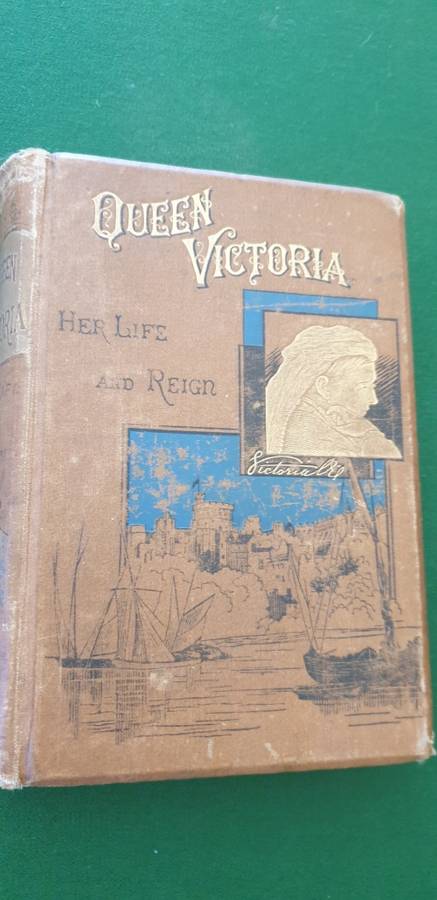 QUEEN
VICTORIA
HER LIFE
AND REIGN
Victoria